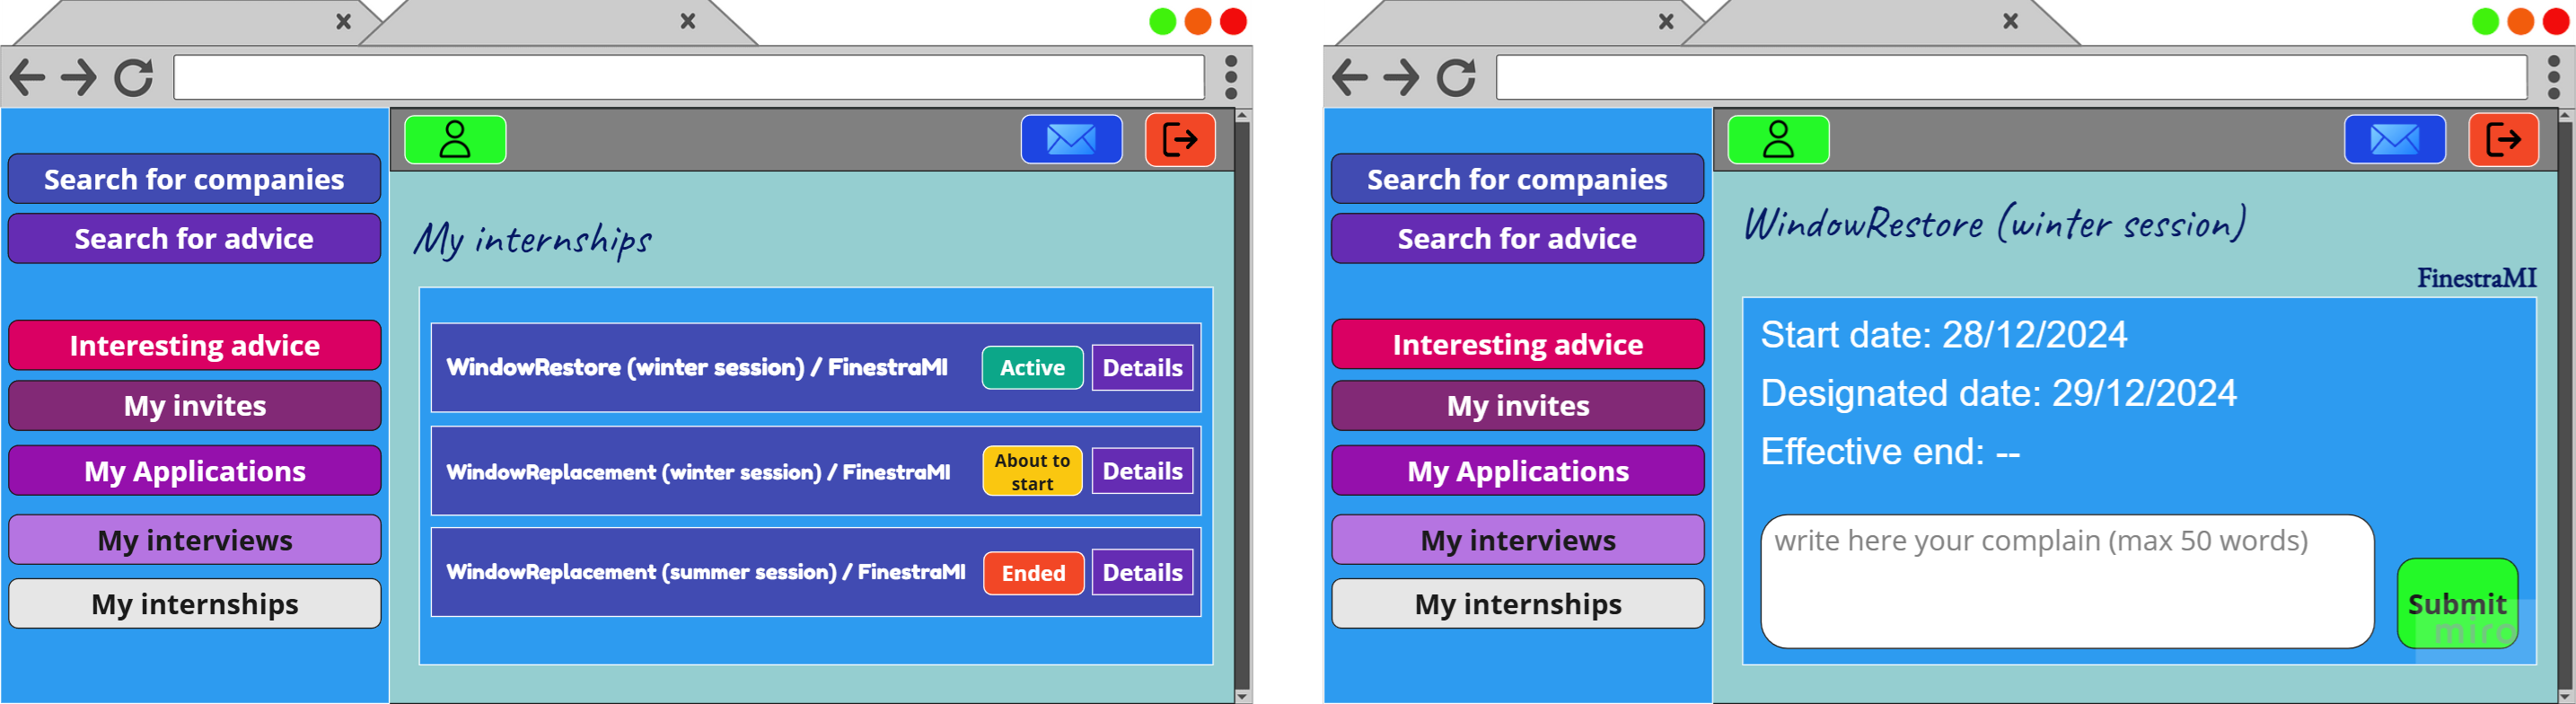 Search for companies
Search for advice
Interesting advice
My invites
My Applications
My interviews
My internships
My internships
WindowRestore (winter session) / FinestraMI
Active
Details
WindowReplacement (winter session) / FinestraMI
About to
start
Details
WindowReplacement (summer session) / FinestraMI
Ended
Details
Search for companies
Search for advice
Interesting advice
My invites
My Applications
My interviews
My internships
WindowRestore (winter session)
FinestraMI
Start date: 28/12/2024
Designated date: 29/12/2024
Effective end: --
write here your complain (max 50 words)
Submit
miro